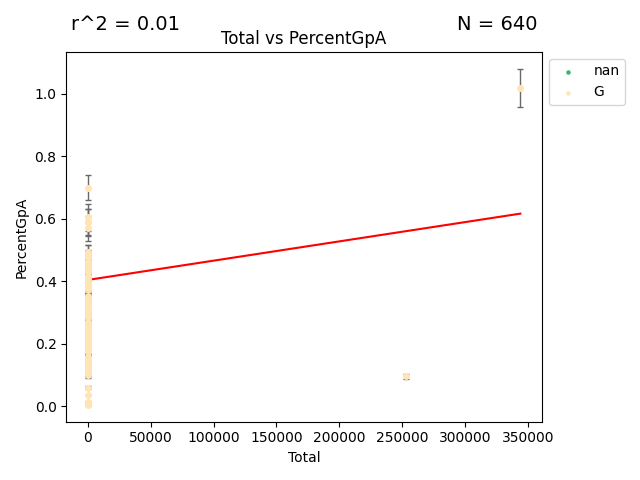 r^2 = 0.01
N = 640
Total vs PercentGpA
nan
G
PercentGpA
1.0
0.8
0.6
0.4
0.2
0.0
0 50000 100000 150000 200000 250000 300000 350000
Total